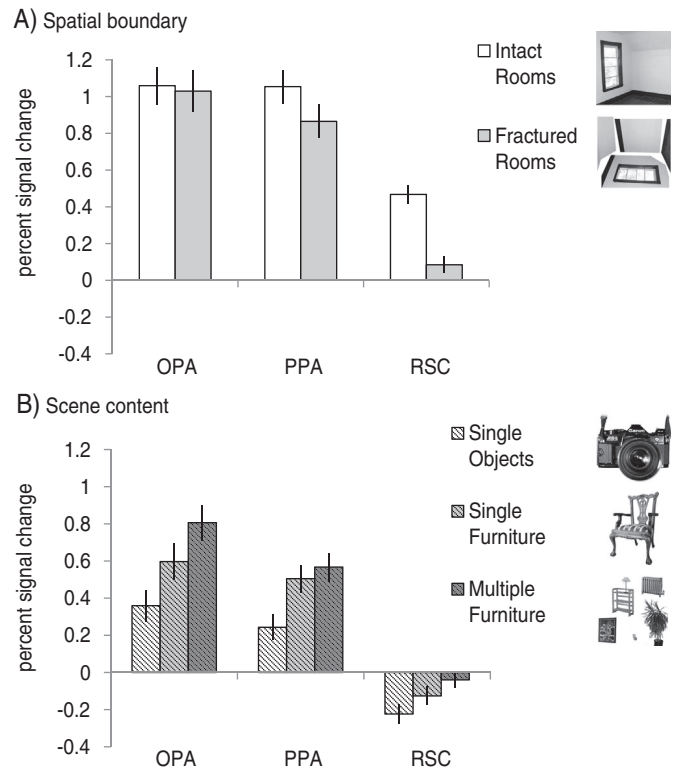 A) Spatial boundary
percent signal change
1.2
1
0.8
0.6
0.4
0.2
0
-0.2
-0.4
OPA
PPA
RSC
Intact
Rooms
Fractured
Rooms
B) Scene content
percent signal change
1.2
1
0.8
0.6
0.4
0.2
0
-0.2
-0.4
OPA
PPA
RSC
Single
Objects
Single
Furniture
Multiple
Furniture
Canon